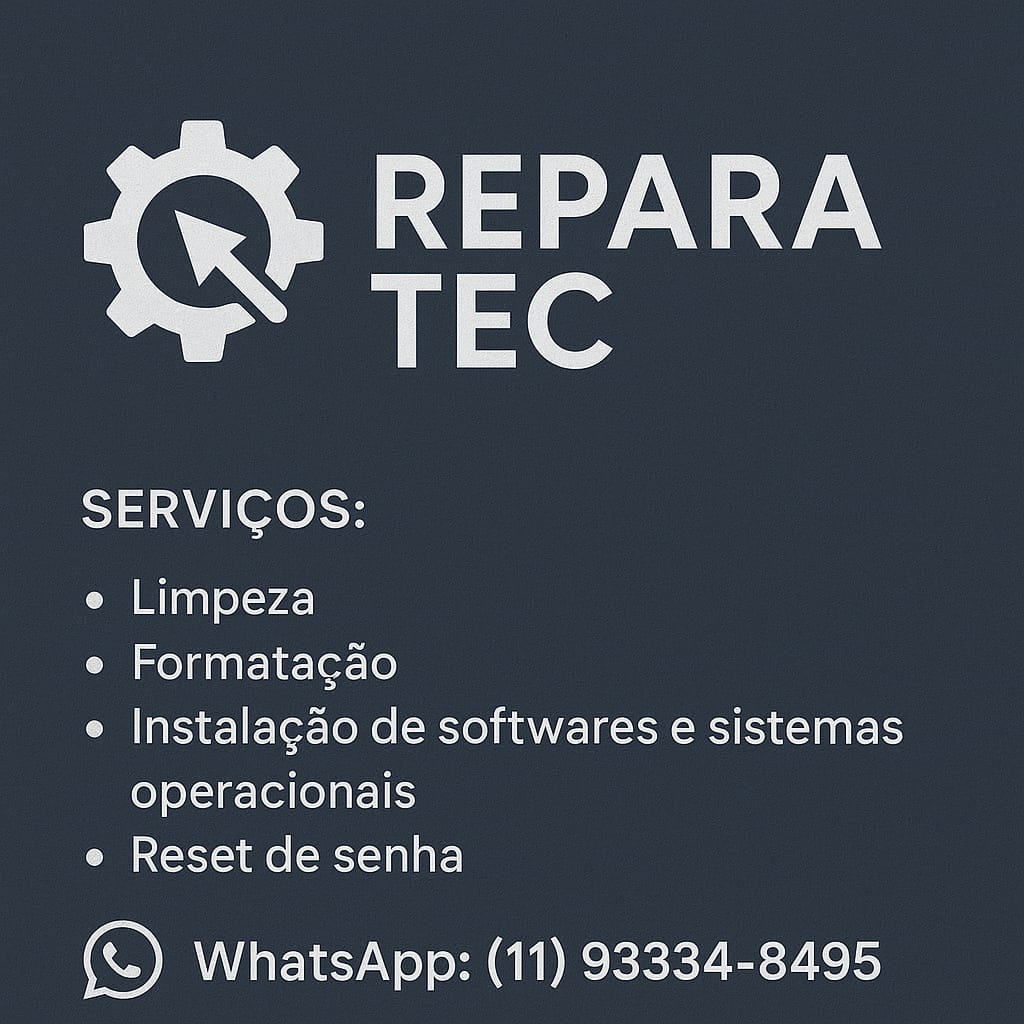 REPARA
TEC
SERVIÇOS:
• Limpeza
• Formatação
• Instalação de softwares e sistemas
operacionais
• Reset de senha
WhatsApp: (11) 93334-8495